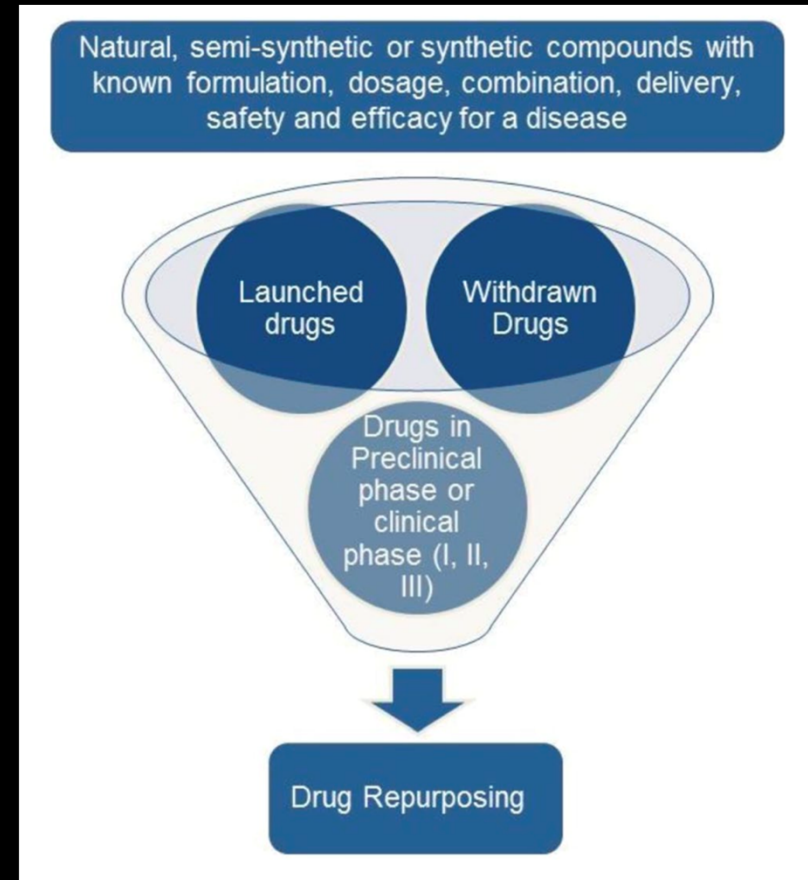 Natural, semi-synthetic or synthetic compounds with
known formulation, dosage, combination, delivery,
safety and efficacy for a disease
Launched
drugs
Withdrawn
Drugs
Drugs in
Preclinical
phase or
clinical
phase (I, II,
III)
Drug Repurposing